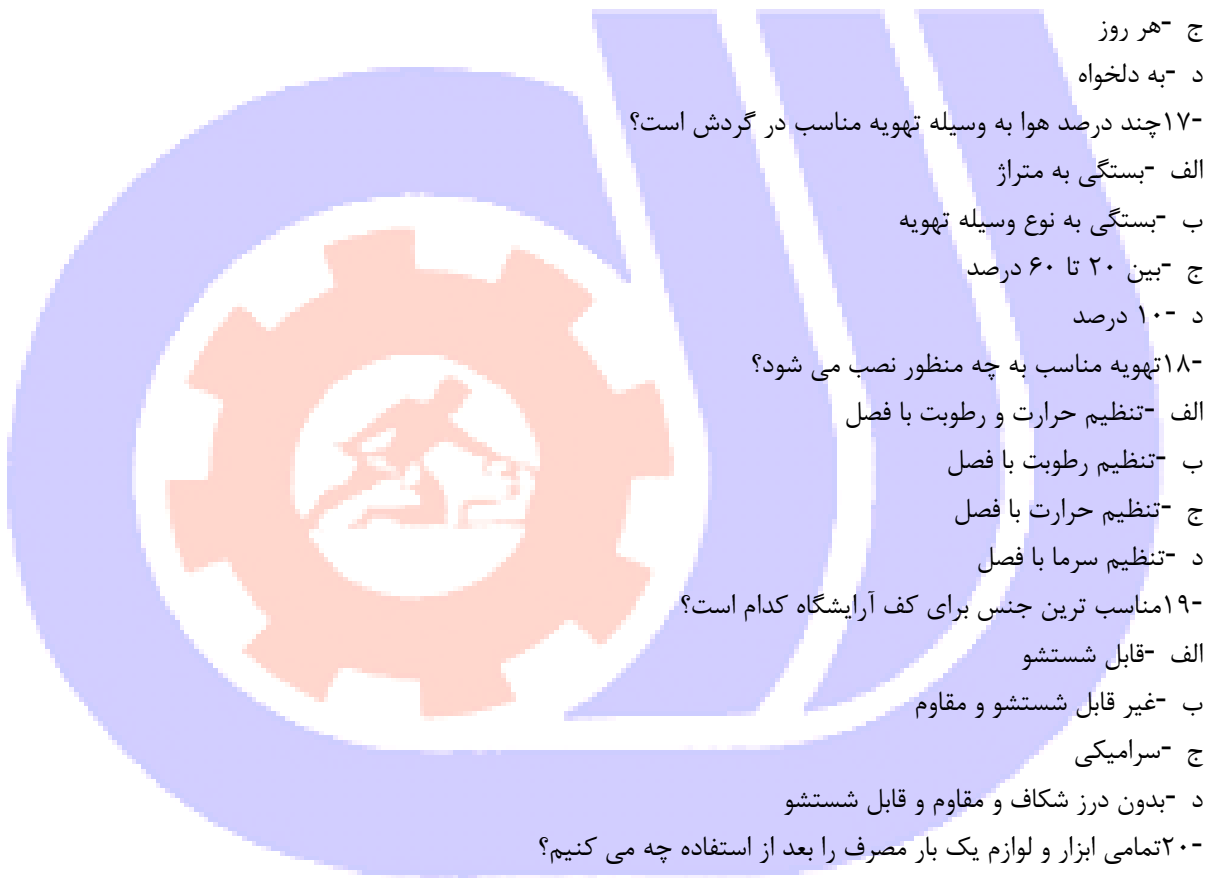 ج -هر روز
د -به دلخواه
-۱۷چند درصد هوا به وسیله تهویه مناسب در گردش است؟
الف -بستگی به متراژ
ب -بستگی به نوع وسیله تهویه
ج -بین ۲۰ تا ۶۰ درصد
د -۱۰ درصد
-۱۸تهویه مناسب به چه منظور نصب می شود؟
الف -تنظیم حرارت و رطوبت با فصل
ب -تنظیم رطوبت با فصل
ج -تنظیم حرارت با فصل
د -تنظیم سرما با فصل
-۱۹مناسب ترین جنس برای کف آرایشگاه کدام است؟
الف -قابل شستشو
ب -غیر قابل شستشو و مقاوم
ج -سرامیکی
د -بدون درز شکاف و مقاوم و قابل شستشو
-۲۰تمامی ابزار و لوازم یک بار مصرف را بعد از استفاده چه می کنیم؟